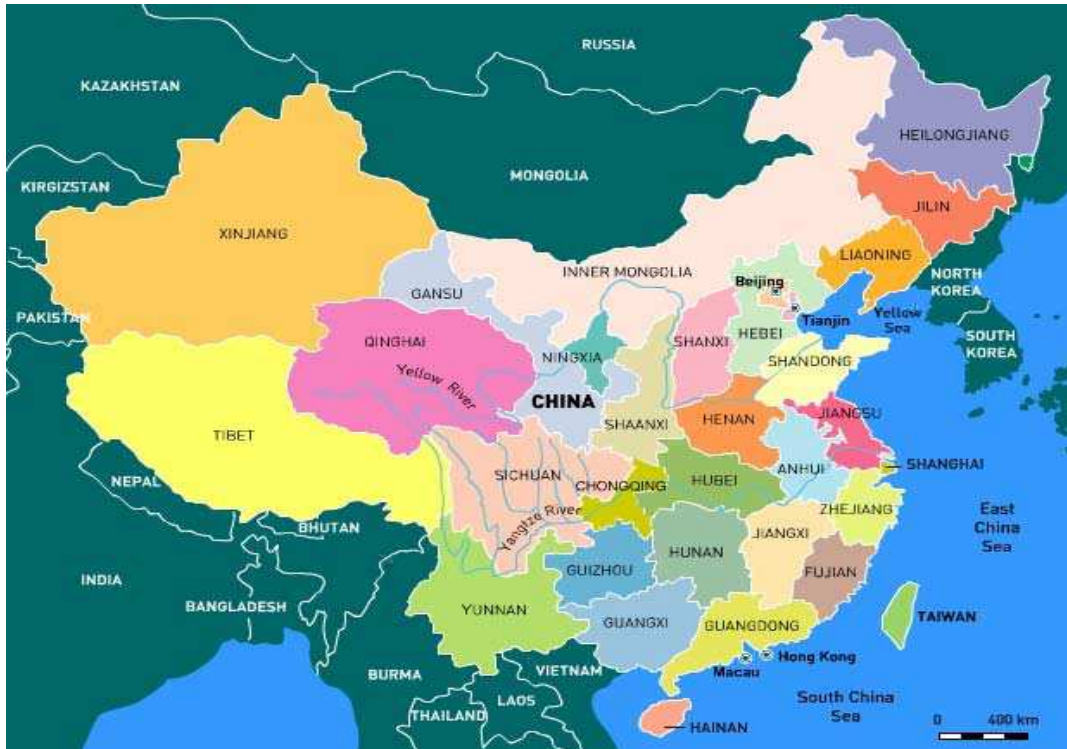 RUSSIA
KAZAKHSTAN
HEILONGJIANG
MONGOLIA
KIRGIZSTAN
JILIN
XINJIANG
LIAONING
INNER MONGOLIA
NORTH
KOREA
Beijing
GANSU
PAKISTAN
Tianjin
Yellow
Sea
HEBEI
SHANXI
QINGHAI
SOUTH
KOREA
NINGXIA
SHANDONG
Yellow River
CHINA
JIANGSU
HENAN
SHAANXI
TIBET
SHANGHAI
ANHUI
SICHUAN
HUBEI
CHONGQING
NEPAL
ZHEJIANG
East
China
Sea
Yangtze River
BHUTAN
JIANGXI
HUNAN
GUIZHOU
FUJIAN
INDIA
BANGLADESH
YUNNAN
TAIWAN
GUANGXI
GUANGDONG
Hong Kong
VIETNAM
Macau
BURMA
LAOS
South China
Sea
THAILAND
HAINAN
0 400 km